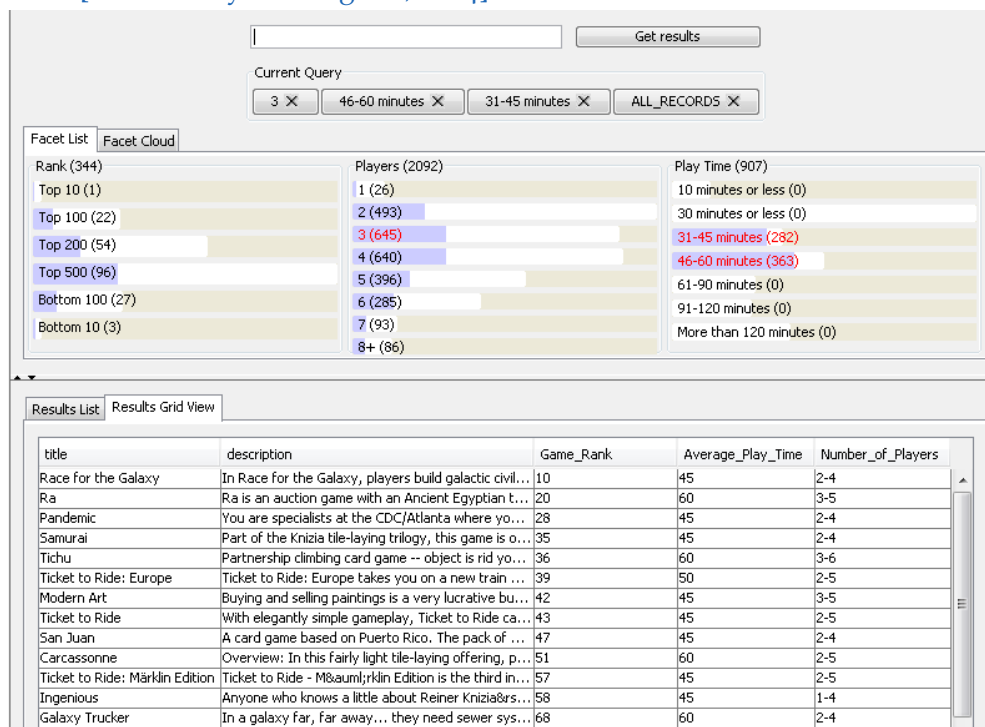 Get results
Current Query
3 × 46-60 minutes × 31-45 minutes × ALL_RECORDS ×
Facet List Facet Cloud
Rank (344) Players (2092) Play Time (907)
Top 10 (1) 1 (26) 10 minutes or less (0)
Top 100 (22) 2 (493) 30 minutes or less (0)
Top 200 (54) 3 (645) 31-45 minutes (282)
Top 500 (96) 4 (640) 46-60 minutes (363)
Bottom 100 (27) 5 (396) 61-90 minutes (0)
Bottom 10 (3) 6 (285) 91-120 minutes (0)
7 (93) More than 120 minutes (0)
8+ (86)
Results List Results Grid View
title description Game_Rank Average_Play_Time Number_of_Players
Race for the Galaxy In Race for the Galaxy, players build galactic civil... 10 45 2-4
Ra Ra is an auction game with an Ancient Egyptian t... 20 60 3-5
Pandemic You are specialists at the CDC/Atlanta where yo... 28 45 2-4
Samurai Part of the Knizia tile-laying trilogy, this game is o... 35 45 2-4
Tichu Partnership climbing card game -- object is rid yo... 36 60 3-6
Ticket to Ride: Europe Ticket to Ride: Europe takes you on a new train ... 39 50 2-5
Modern Art Buying and selling paintings is a very lucrative bu... 42 45 3-5
Ticket to Ride With elegantly simple gameplay, Ticket to Ride ca... 43 45 2-5
San Juan A card game based on Puerto Rico. The pack of ... 47 45 2-4
Carcassonne Overview: In this fairly light tile-laying offering, p... 51 60 2-5
Ticket to Ride: Märklin Edition Ticket to Ride - M&auml;rklin Edition is the third in... 57 45 2-5
Ingenious Anyone who knows a little about Reiner Knizia&rs... 58 45 1-4
Galaxy Trucker In a galaxy far, far away... they need sewer sys... 68 60 2-4